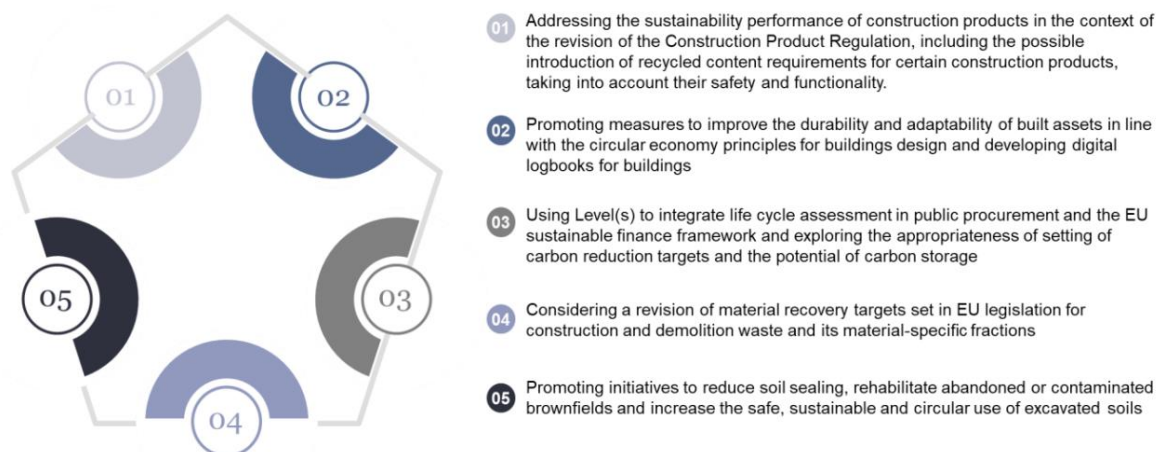 01
02
03
04
05
01 Addressing the sustainability performance of construction products in the context of
the revision of the Construction Product Regulation, including the possible
introduction of recycled content requirements for certain construction products,
taking into account their safety and functionality.
02 Promoting measures to improve the durability and adaptability of built assets in line
with the circular economy principles for buildings design and developing digital
logbooks for buildings
03 Using Level(s) to integrate life cycle assessment in public procurement and the EU
sustainable finance framework and exploring the appropriateness of setting of
carbon reduction targets and the potential of carbon storage
04 Considering a revision of material recovery targets set in EU legislation for
construction and demolition waste and its material-specific fractions
05 Promoting initiatives to reduce soil sealing, rehabilitate abandoned or contaminated
brownfields and increase the safe, sustainable and circular use of excavated soils